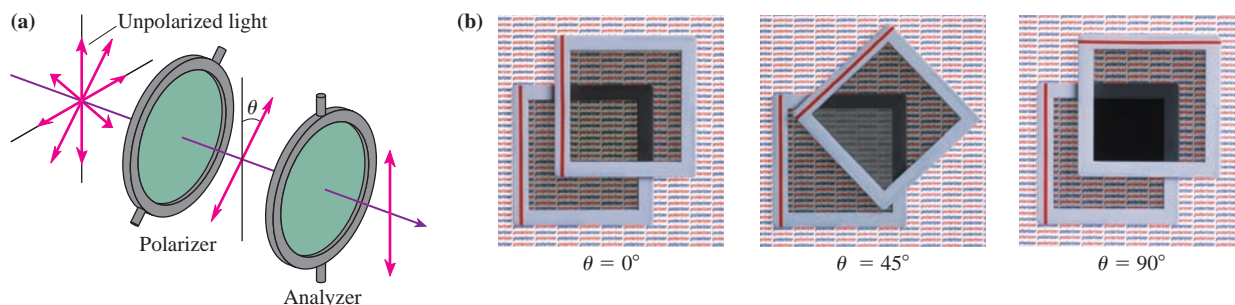 (a)
Unpolarized light
θ
Polarizer
Analyzer
(b)
θ = 0°
θ = 45°
θ = 90°